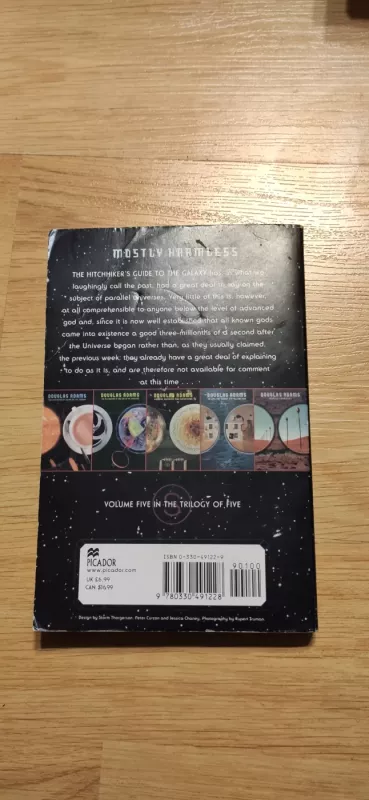 MOSTLY HARMLESS
THE HITCHHIKER'S GUIDE TO THE GALAXY has, in what we
laughingly call the past, had a great deal to say on the
subject of parallel universes. Very little of this is, however,
at all comprehensible to anyone below the level of advanced
god and, since it is now well established that all known gods
came into existence a good three-millionths of a second after
the Universe began rather than, as they usually claimed,
the previous week, they already have a great deal of explaining
to do as it is, and are therefore not available for comment
at this time . . .
DOUGLAS ADAMS
DOUGLAS ADAMS
DOUGLAS ADAMS
DOUGLAS ADAMS
DOUGLAS ADAMS
VOLUME FIVE IN THE TRILOGY OF FIVE
PICADOR
www.picador.com
UK £6.99
CAN $16.99
ISBN 0-330-49122-9
90100
9 780330 491228
Design by Storm Thorgerson, Peter Curzon and Jessica Chaney. Photography by Rupert Truman